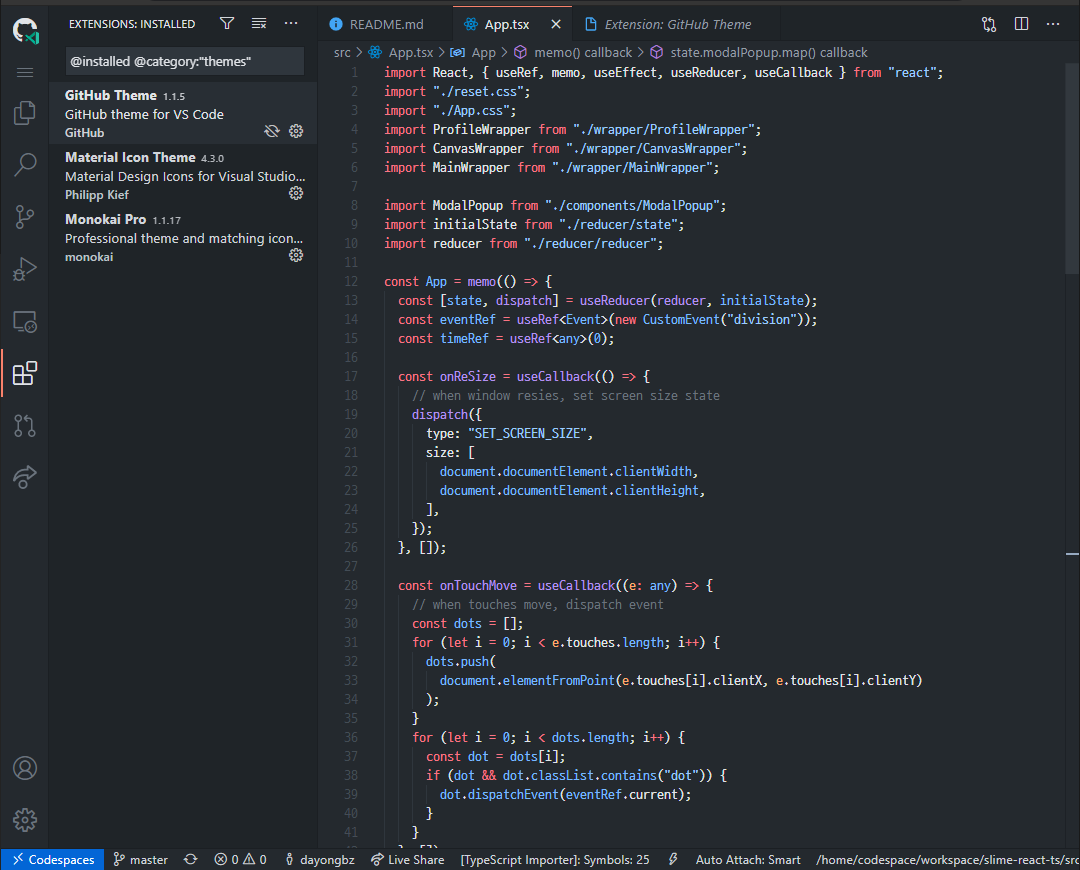 EXTENSIONS: INSTALLED
@installed @category:"themes"
GitHub Theme 1.1.5
GitHub theme for VS Code
GitHub
Material Icon Theme 4.3.0
Material Design Icons for Visual Studio...
Philipp Kief
Monokai Pro 1.1.17
Professional theme and matching icon...
monokai
README.md App.tsx Extension: GitHub Theme
src > App.tsx > App > memo() callback > state.modalPopup.map() callback
1 import React, { useRef, memo, useEffect, useReducer, useCallback } from "react";
2 import "./reset.css";
3 import "./App.css";
4 import ProfileWrapper from "./wrapper/ProfileWrapper";
5 import CanvasWrapper from "./wrapper/CanvasWrapper";
6 import MainWrapper from "./wrapper/MainWrapper";
7
8 import ModalPopup from "./components/ModalPopup";
9 import initialState from "./reducer/state";
10 import reducer from "./reducer/reducer";
11
12 const App = memo(() => {
13 const [state, dispatch] = useReducer(reducer, initialState);
14 const eventRef = useRef<Event>(new CustomEvent("division"));
15 const timeRef = useRef<any>(0);
16
17 const onReSize = useCallback(() => {
18 // when window resies, set screen size state
19 dispatch({
20 type: "SET_SCREEN_SIZE",
21 size: [
22 document.documentElement.clientWidth,
23 document.documentElement.clientHeight,
24 ],
25 });
26 }, []);
27
28 const onTouchMove = useCallback((e: any) => {
29 // when touches move, dispatch event
30 const dots = [];
31 for (let i = 0; i < e.touches.length; i++) {
32 dots.push(
33 document.elementFromPoint(e.touches[i].clientX, e.touches[i].clientY)
34 );
35 }
36 for (let i = 0; i < dots.length; i++) {
37 const dot = dots[i];
38 if (dot && dot.classList.contains("dot")) {
39 dot.dispatchEvent(eventRef.current);
40 }
41 }
Codespaces master 0 0 dayongbz Live Share [TypeScript Importer]: Symbols: 25 Auto Attach: Smart /home/codespace/workspace/slime-react-ts/src